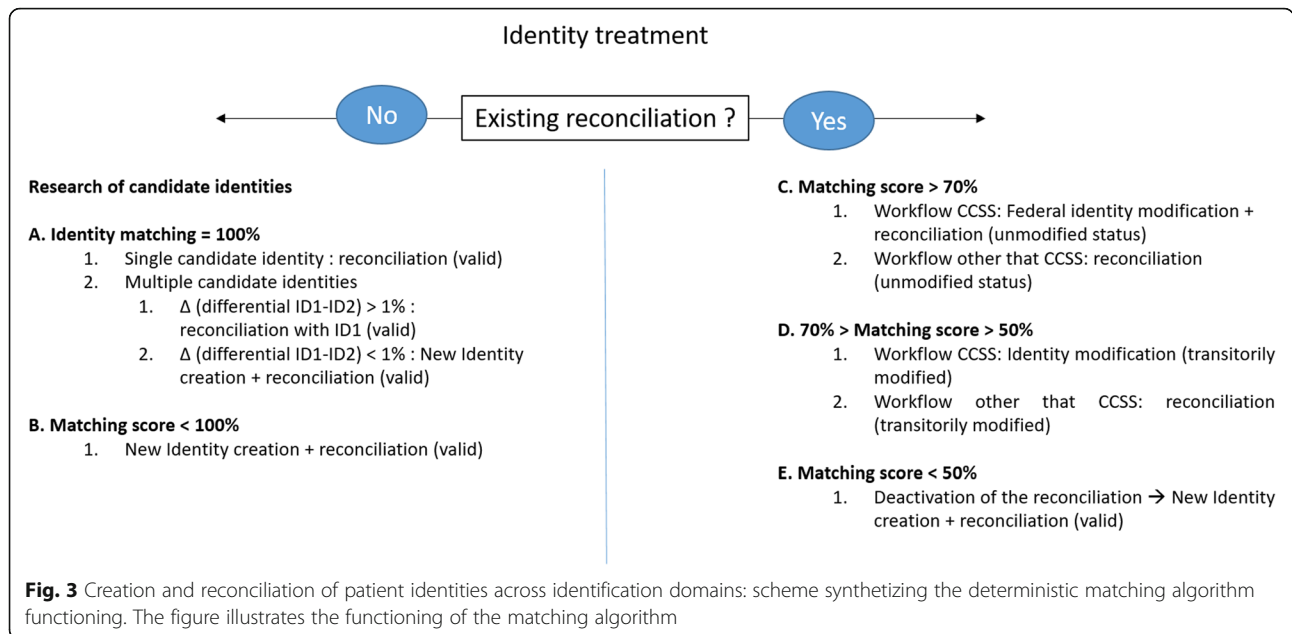 Identity treatment
No
Existing reconciliation ?
Yes
Research of candidate identities
A. Identity matching = 100%
1. Single candidate identity : reconciliation (valid)
2. Multiple candidate identities
1. Δ (differential ID1-ID2) > 1% :
reconciliation with ID1 (valid)
2. Δ (differential ID1-ID2) < 1% : New Identity
creation + reconciliation (valid)
B. Matching score < 100%
1. New Identity creation + reconciliation (valid)
C. Matching score > 70%
1. Workflow CCSS: Federal identity modification +
reconciliation (unmodified status)
2. Workflow other that CCSS: reconciliation
(unmodified status)
D. 70% > Matching score > 50%
1. Workflow CCSS: Identity modification (transitorily
modified)
2. Workflow other that CCSS: reconciliation
(transitorily modified)
E. Matching score < 50%
1. Deactivation of the reconciliation → New Identity
creation + reconciliation (valid)
Fig. 3 Creation and reconciliation of patient identities across identification domains: scheme synthetizing the deterministic matching algorithm
functioning. The figure illustrates the functioning of the matching algorithm